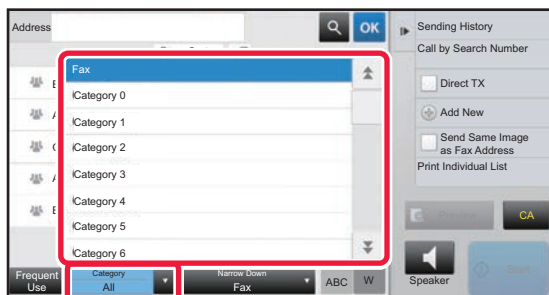 Address
OK
Sending History
Call by Search Number
Fax
Category 0
Category 1
Category 2
Category 3
Category 4
Category 5
Category 6
Direct TX
Add New
Send Same Image
as Fax Address
Print Individual List
Preview
CA
Frequent
Use
Category
All
Narrow Down
Fax
ABC
W
Speaker
Start